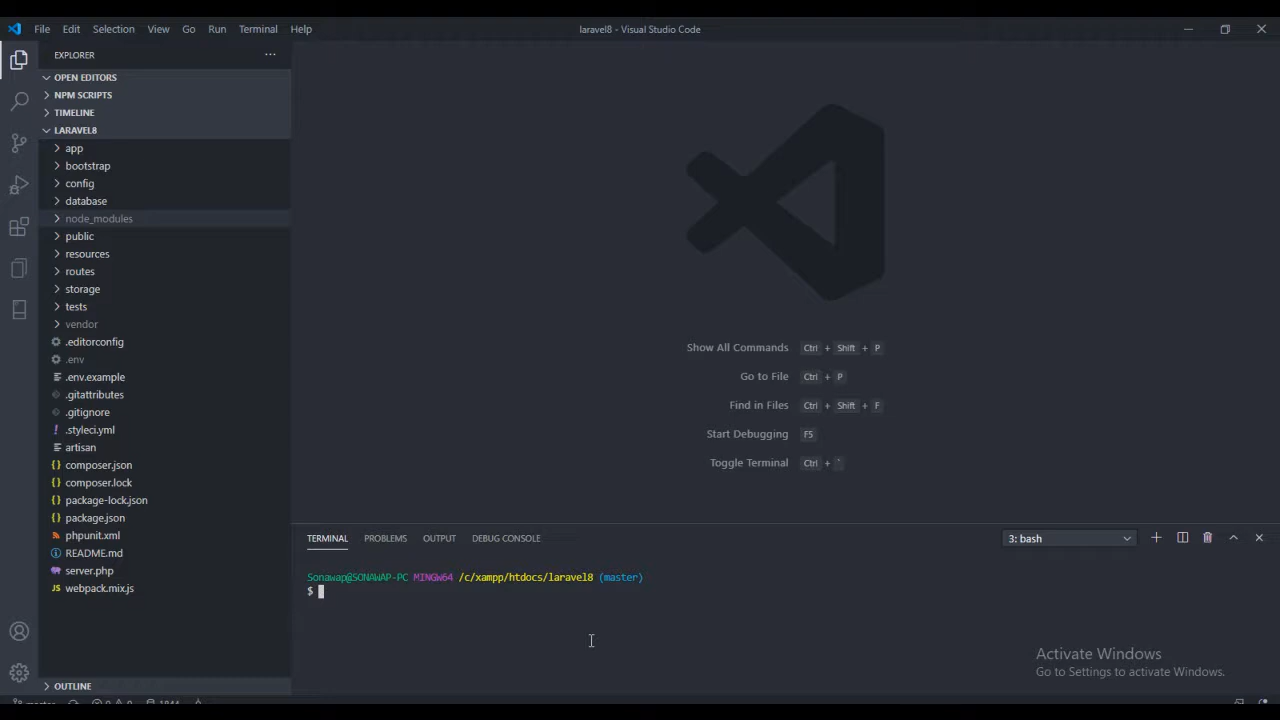 File Edit Selection View Go Run Terminal Help
laravel8 - Visual Studio Code
EXPLORER
OPEN EDITORS
NPM SCRIPTS
TIMELINE
LARAVEL8
app
bootstrap
config
database
node_modules
public
resources
routes
storage
tests
vendor
.editorconfig
.env
.env.example
.gitattributes
.gitignore
.styleci.yml
artisan
composer.json
composer.lock
package-lock.json
package.json
phpunit.xml
README.md
server.php
webpack.mix.js
OUTLINE
Show All Commands Ctrl + Shift + P
Go to File Ctrl + P
Find in Files Ctrl + Shift + F
Start Debugging F5
Toggle Terminal Ctrl + `
TERMINAL PROBLEMS OUTPUT DEBUG CONSOLE
3: bash
Sonawap@SONAWAP-PC MINGW64 /c/xampp/htdocs/laravel8 (master)
$
Activate Windows
Go to Settings to activate Windows.